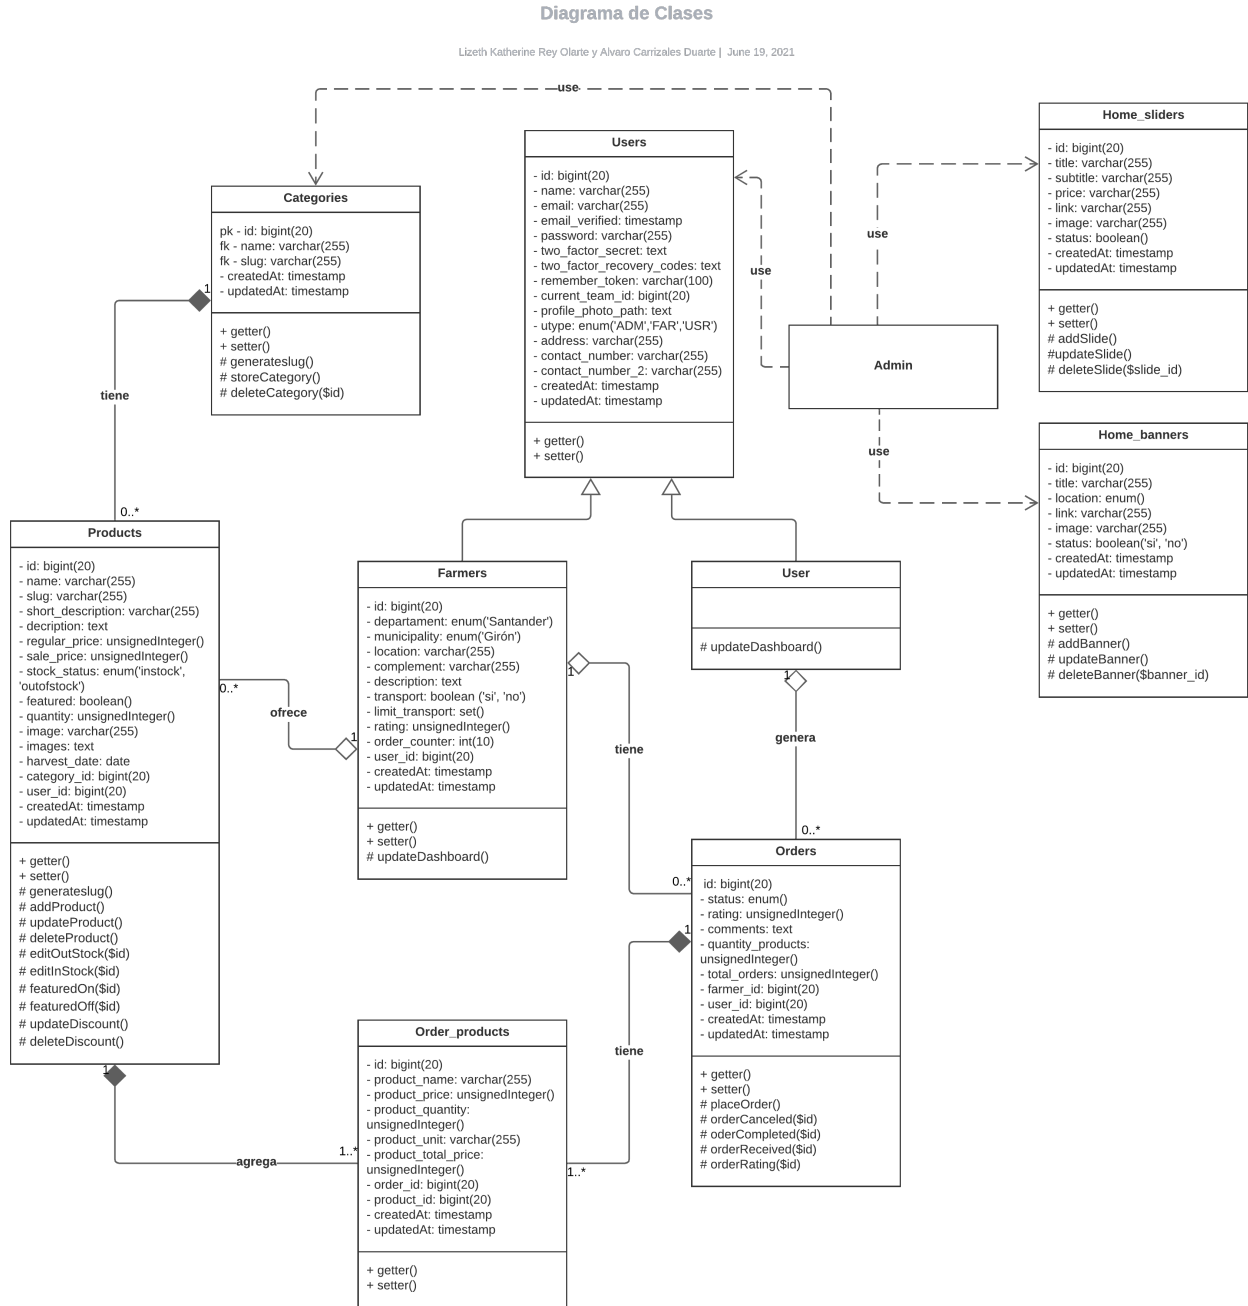 Diagrama de Clases
Lizeth Katherine Rey Olarte y Alvaro Carrizales Duarte | June 19, 2021
use
Categories
pk - id: bigint(20)
fk - name: varchar(255)
fk - slug: varchar(255)
- createdAt: timestamp
- updatedAt: timestamp
+ getter()
+ setter()
# generateslug()
# storeCategory()
# deleteCategory($id)
1
tiene
0..*
Users
- id: bigint(20)
- name: varchar(255)
- email: varchar(255)
- email_verified: timestamp
- password: varchar(255)
- two_factor_secret: text
- two_factor_recovery_codes: text
- remember_token: varchar(100)
- current_team_id: bigint(20)
- profile_photo_path: text
- utype: enum('ADM','FAR','USR')
- address: varchar(255)
- contact_number: varchar(255)
- contact_number_2: varchar(255)
- createdAt: timestamp
- updatedAt: timestamp
+ getter()
+ setter()
use
use
Admin
use
Home_sliders
- id: bigint(20)
- title: varchar(255)
- subtitle: varchar(255)
- price: varchar(255)
- link: varchar(255)
- image: varchar(255)
- status: boolean()
- createdAt: timestamp
- updatedAt: timestamp
+ getter()
+ setter()
# addSlide()
#updateSlide()
# deleteSlide($slide_id)
Home_banners
- id: bigint(20)
- title: varchar(255)
- location: enum()
- link: varchar(255)
- image: varchar(255)
- status: boolean('si', 'no')
- createdAt: timestamp
- updatedAt: timestamp
+ getter()
+ setter()
# addBanner()
# updateBanner()
# deleteBanner($banner_id)
Products
- id: bigint(20)
- name: varchar(255)
- slug: varchar(255)
- short_description: varchar(255)
- decription: text
- regular_price: unsignedInteger()
- sale_price: unsignedInteger()
- stock_status: enum('instock',
'outofstock')
- featured: boolean()
- quantity: unsignedInteger()
- image: varchar(255)
- images: text
- harvest_date: date
- category_id: bigint(20)
- user_id: bigint(20)
- createdAt: timestamp
- updatedAt: timestamp
+ getter()
+ setter()
# generateslug()
# addProduct()
# updateProduct()
# deleteProduct()
# editOutStock($id)
# editInStock($id)
# featuredOn($id)
# featuredOff($id)
# updateDiscount()
# deleteDiscount()
0..*
ofrece
1
Farmers
- id: bigint(20)
- departament: enum('Santander')
- municipality: enum('Girón')
- location: varchar(255)
- complement: varchar(255)
- description: text
- transport: boolean ('si', 'no')
- limit_transport: set()
- rating: unsignedInteger()
- order_counter: int(10)
- user_id: bigint(20)
- createdAt: timestamp
- updatedAt: timestamp
+ getter()
+ setter()
# updateDashboard()
1
tiene
0..*
User
# updateDashboard()
1
genera
0..*
Orders
id: bigint(20)
- status: enum()
- rating: unsignedInteger()
- comments: text
- quantity_products:
unsignedInteger()
- total_orders: unsignedInteger()
- farmer_id: bigint(20)
- user_id: bigint(20)
- createdAt: timestamp
- updatedAt: timestamp
+ getter()
+ setter()
# placeOrder()
# orderCanceled($id)
# oderCompleted($id)
# orderReceived($id)
# orderRating($id)
1
tiene
1..*
Order_products
- id: bigint(20)
- product_name: varchar(255)
- product_price: unsignedInteger()
- product_quantity:
unsignedInteger()
- product_unit: varchar(255)
- product_total_price:
unsignedInteger()
- order_id: bigint(20)
- product_id: bigint(20)
- createdAt: timestamp
- updatedAt: timestamp
+ getter()
+ setter()
1
agrega
1..*